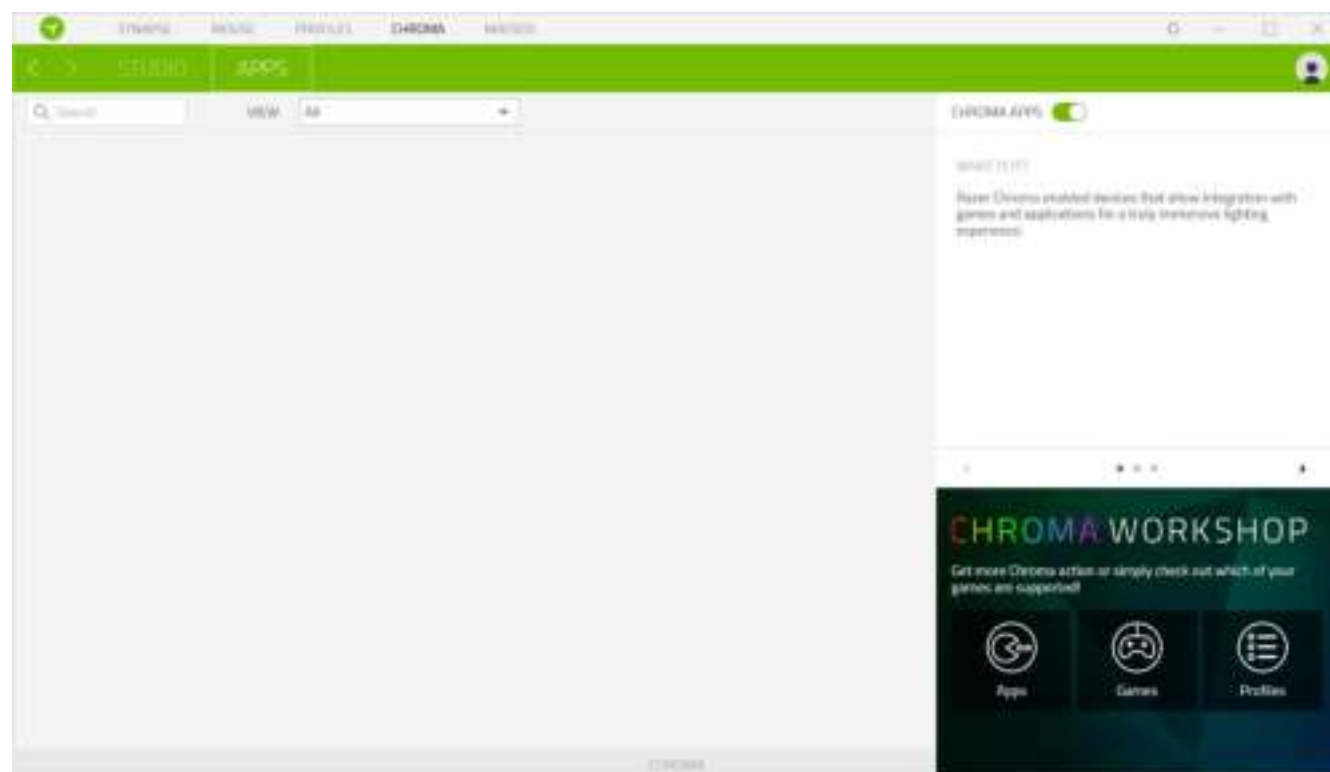 SYNAPSE MOUSE PROFILES CHROMA MACROS
STUDIO APPS
Search VIEW All
CHROMA APPS
WHAT IS IT?
Razer Chroma enabled devices that allow integration with
games and applications for a truly immersive lighting
experience.
CHROMA WORKSHOP
Get more Chroma action or simply check out which of your
games are supported!
Apps Games Profiles
CHROMA